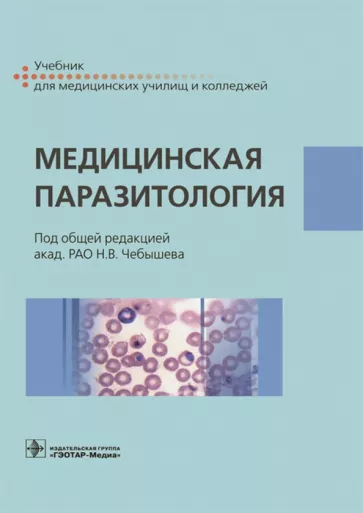 Учебник
для медицинских училищ и колледжей
МЕДИЦИНСКАЯ
ПАРАЗИТОЛОГИЯ
Под общей редакцией
акад. РАО Н.В. Чебышева
ИЗДАТЕЛЬСКАЯ ГРУППА
«ГЭОТАР-Медиа»